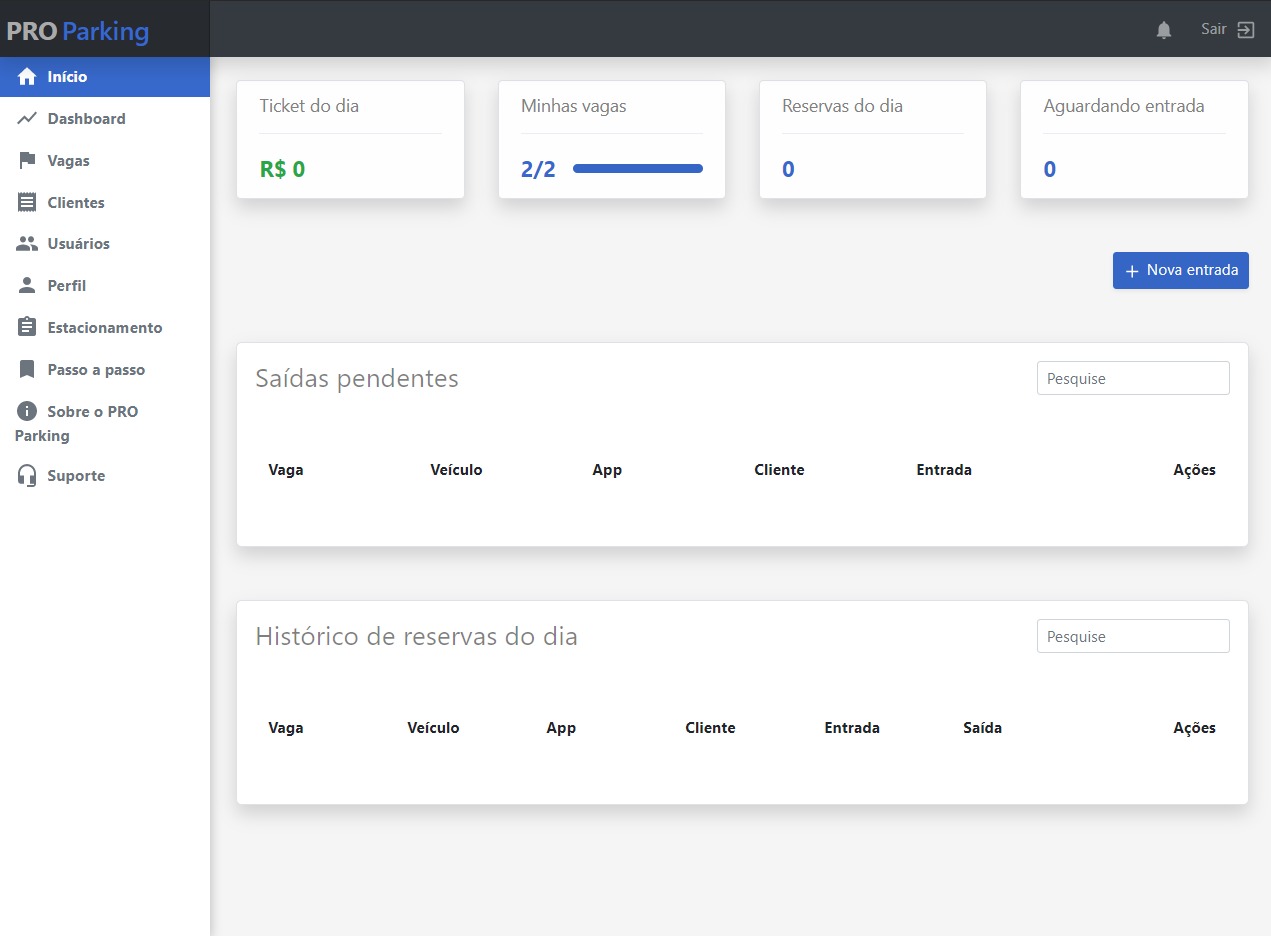 PRO Parking
Sair
Início
Dashboard
Vagas
Clientes
Usuários
Perfil
Estacionamento
Passo a passo
Sobre o PRO
Parking
Suporte
Ticket do dia
R$ 0
Minhas vagas
2/2
Reservas do dia
0
Aguardando entrada
0
Nova entrada
Saídas pendentes
Pesquise
Vaga Veículo App Cliente Entrada Ações
Histórico de reservas do dia
Pesquise
Vaga Veículo App Cliente Entrada Saída Ações